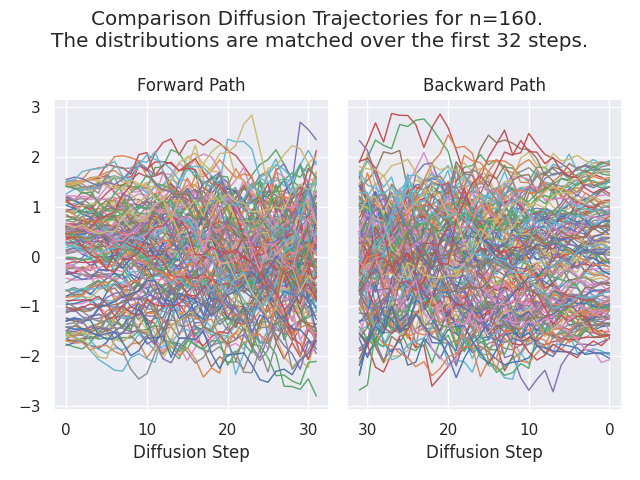 Comparison Diffusion Trajectories for n=160.
The distributions are matched over the first 32 steps.
Forward Path
Backward Path
3
2
1
0
−1
−2
−3
0 10 20 30
30 20 10 0
Diffusion Step
Diffusion Step